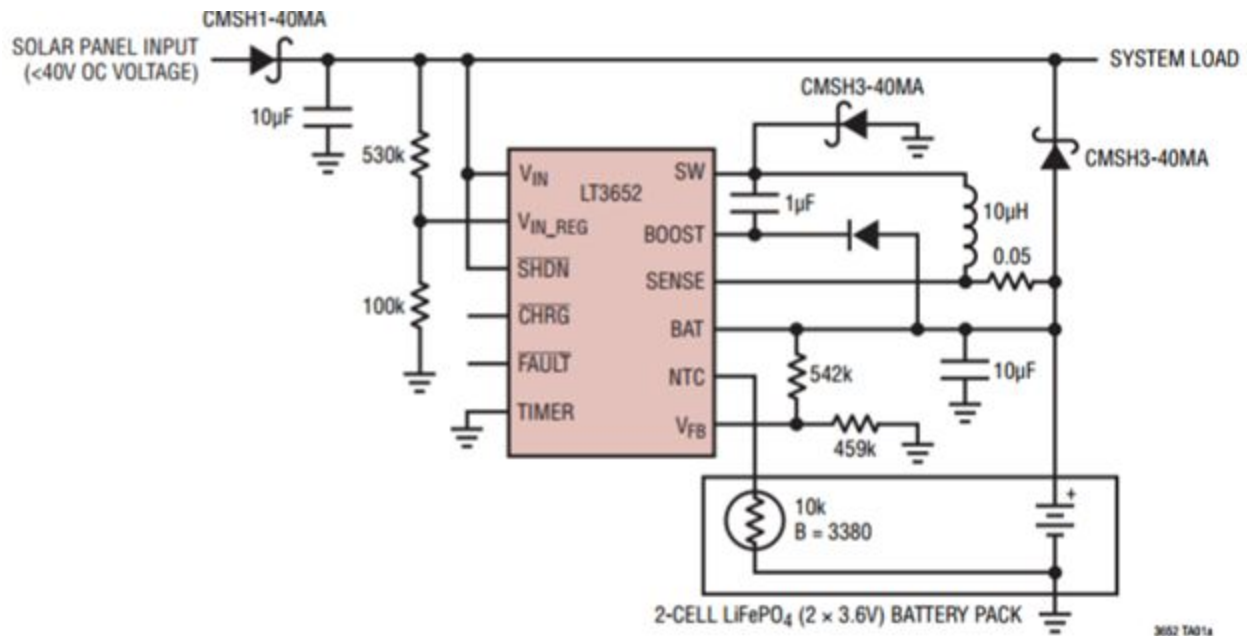 CMSH1-40MA
SOLAR PANEL INPUT
(<40V OC VOLTAGE)
SYSTEM LOAD
10µF
530k
CMSH3-40MA
CMSH3-40MA
VIN
SW
LT3652
1µF
10µH
VIN_REG
BOOST
0.05
SHDN
SENSE
100k
CHRG
BAT
FAULT
NTC
542k
10µF
TIMER
VFB
459k
10k
B = 3380
+
2-CELL LiFePO4 (2 × 3.6V) BATTERY PACK
3652 TA01a